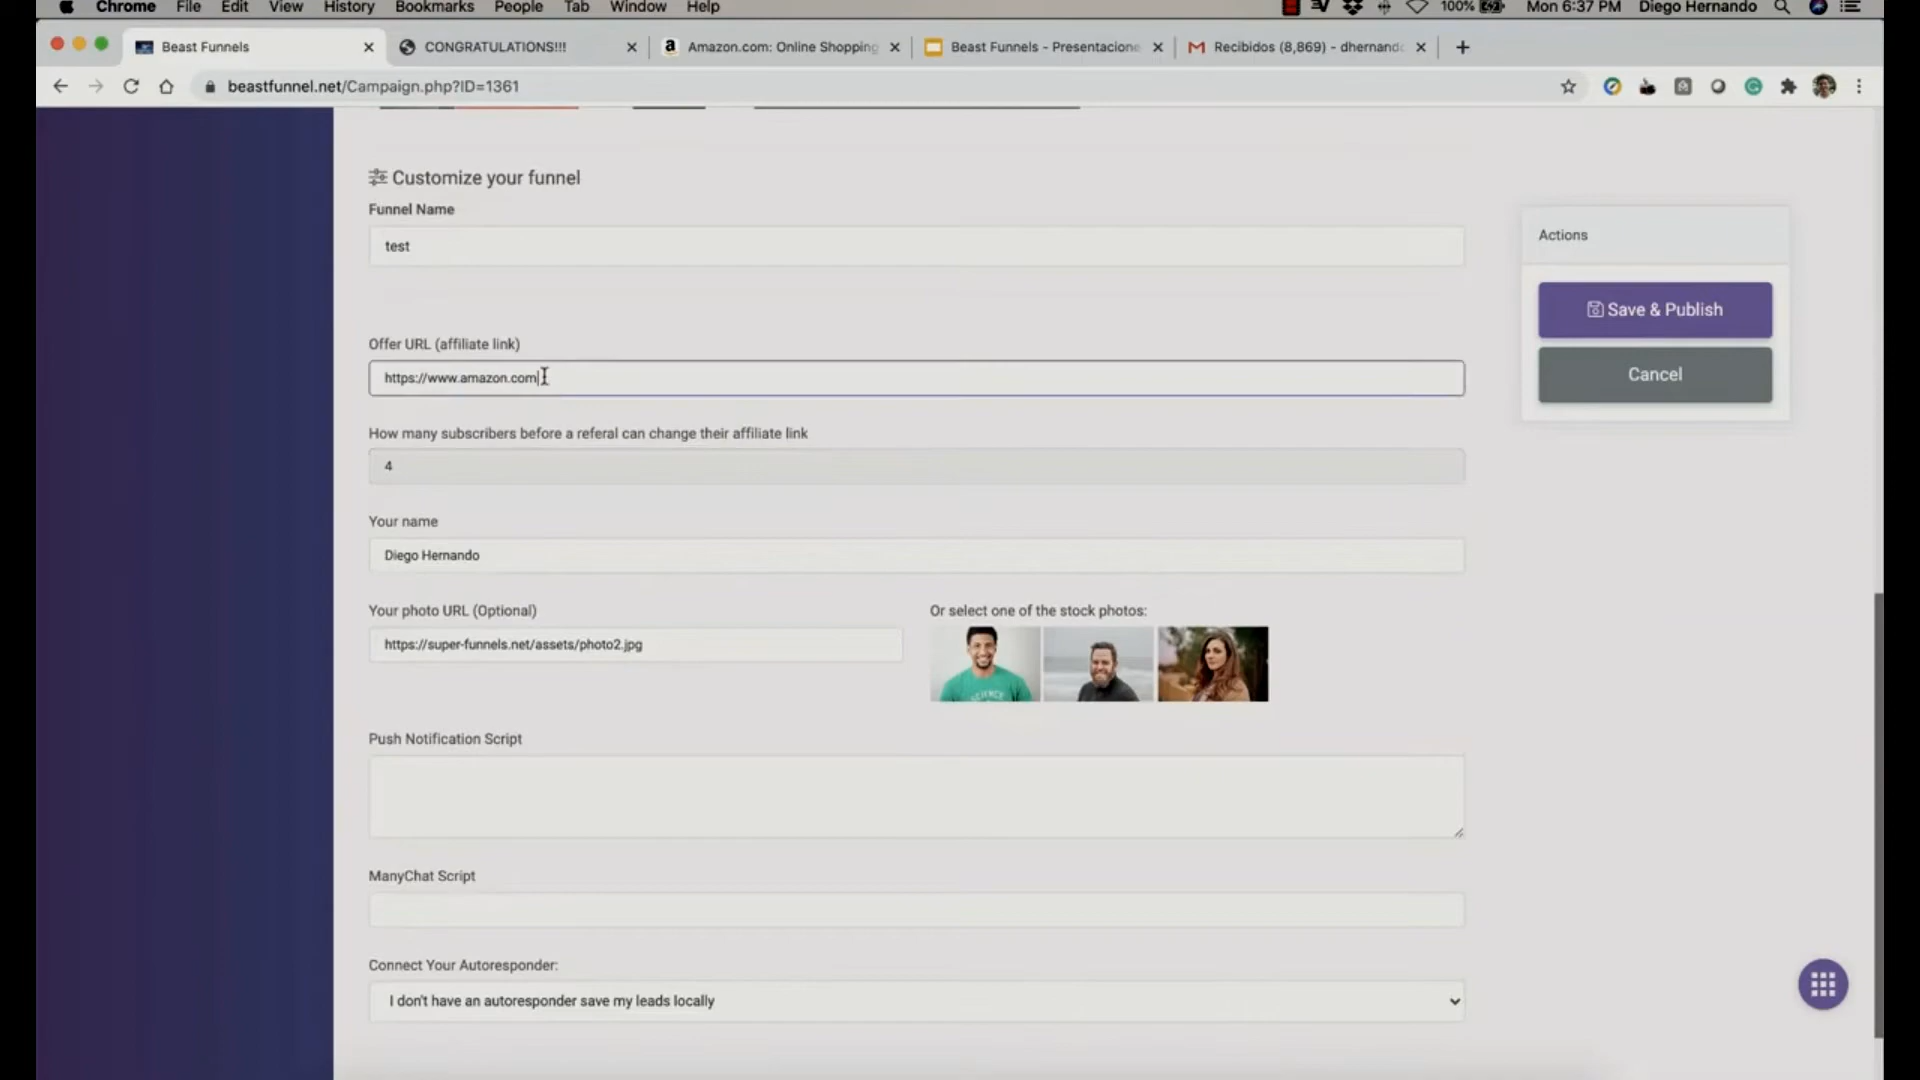 Chrome File Edit View History Bookmarks People Tab Window Help 100% Mon 6:37 PM Diego Hernando
Beast Funnels CONGRATULATIONS!!! Amazon.com: Online Shopping Beast Funnels - Presentacione Recibidos (8,869) - dhernando
beastfunnel.net/Campaign.php?ID=1361
Customize your funnel
Funnel Name
test
Actions
Save & Publish
Offer URL (affiliate link)
https://www.amazon.com
Cancel
How many subscribers before a referal can change their affiliate link
4
Your name
Diego Hernando
Your photo URL (Optional) Or select one of the stock photos:
https://super-funnels.net/assets/photo2.jpg
SCIENCE
Push Notification Script
ManyChat Script
Connect Your Autoresponder:
I don't have an autoresponder save my leads locally